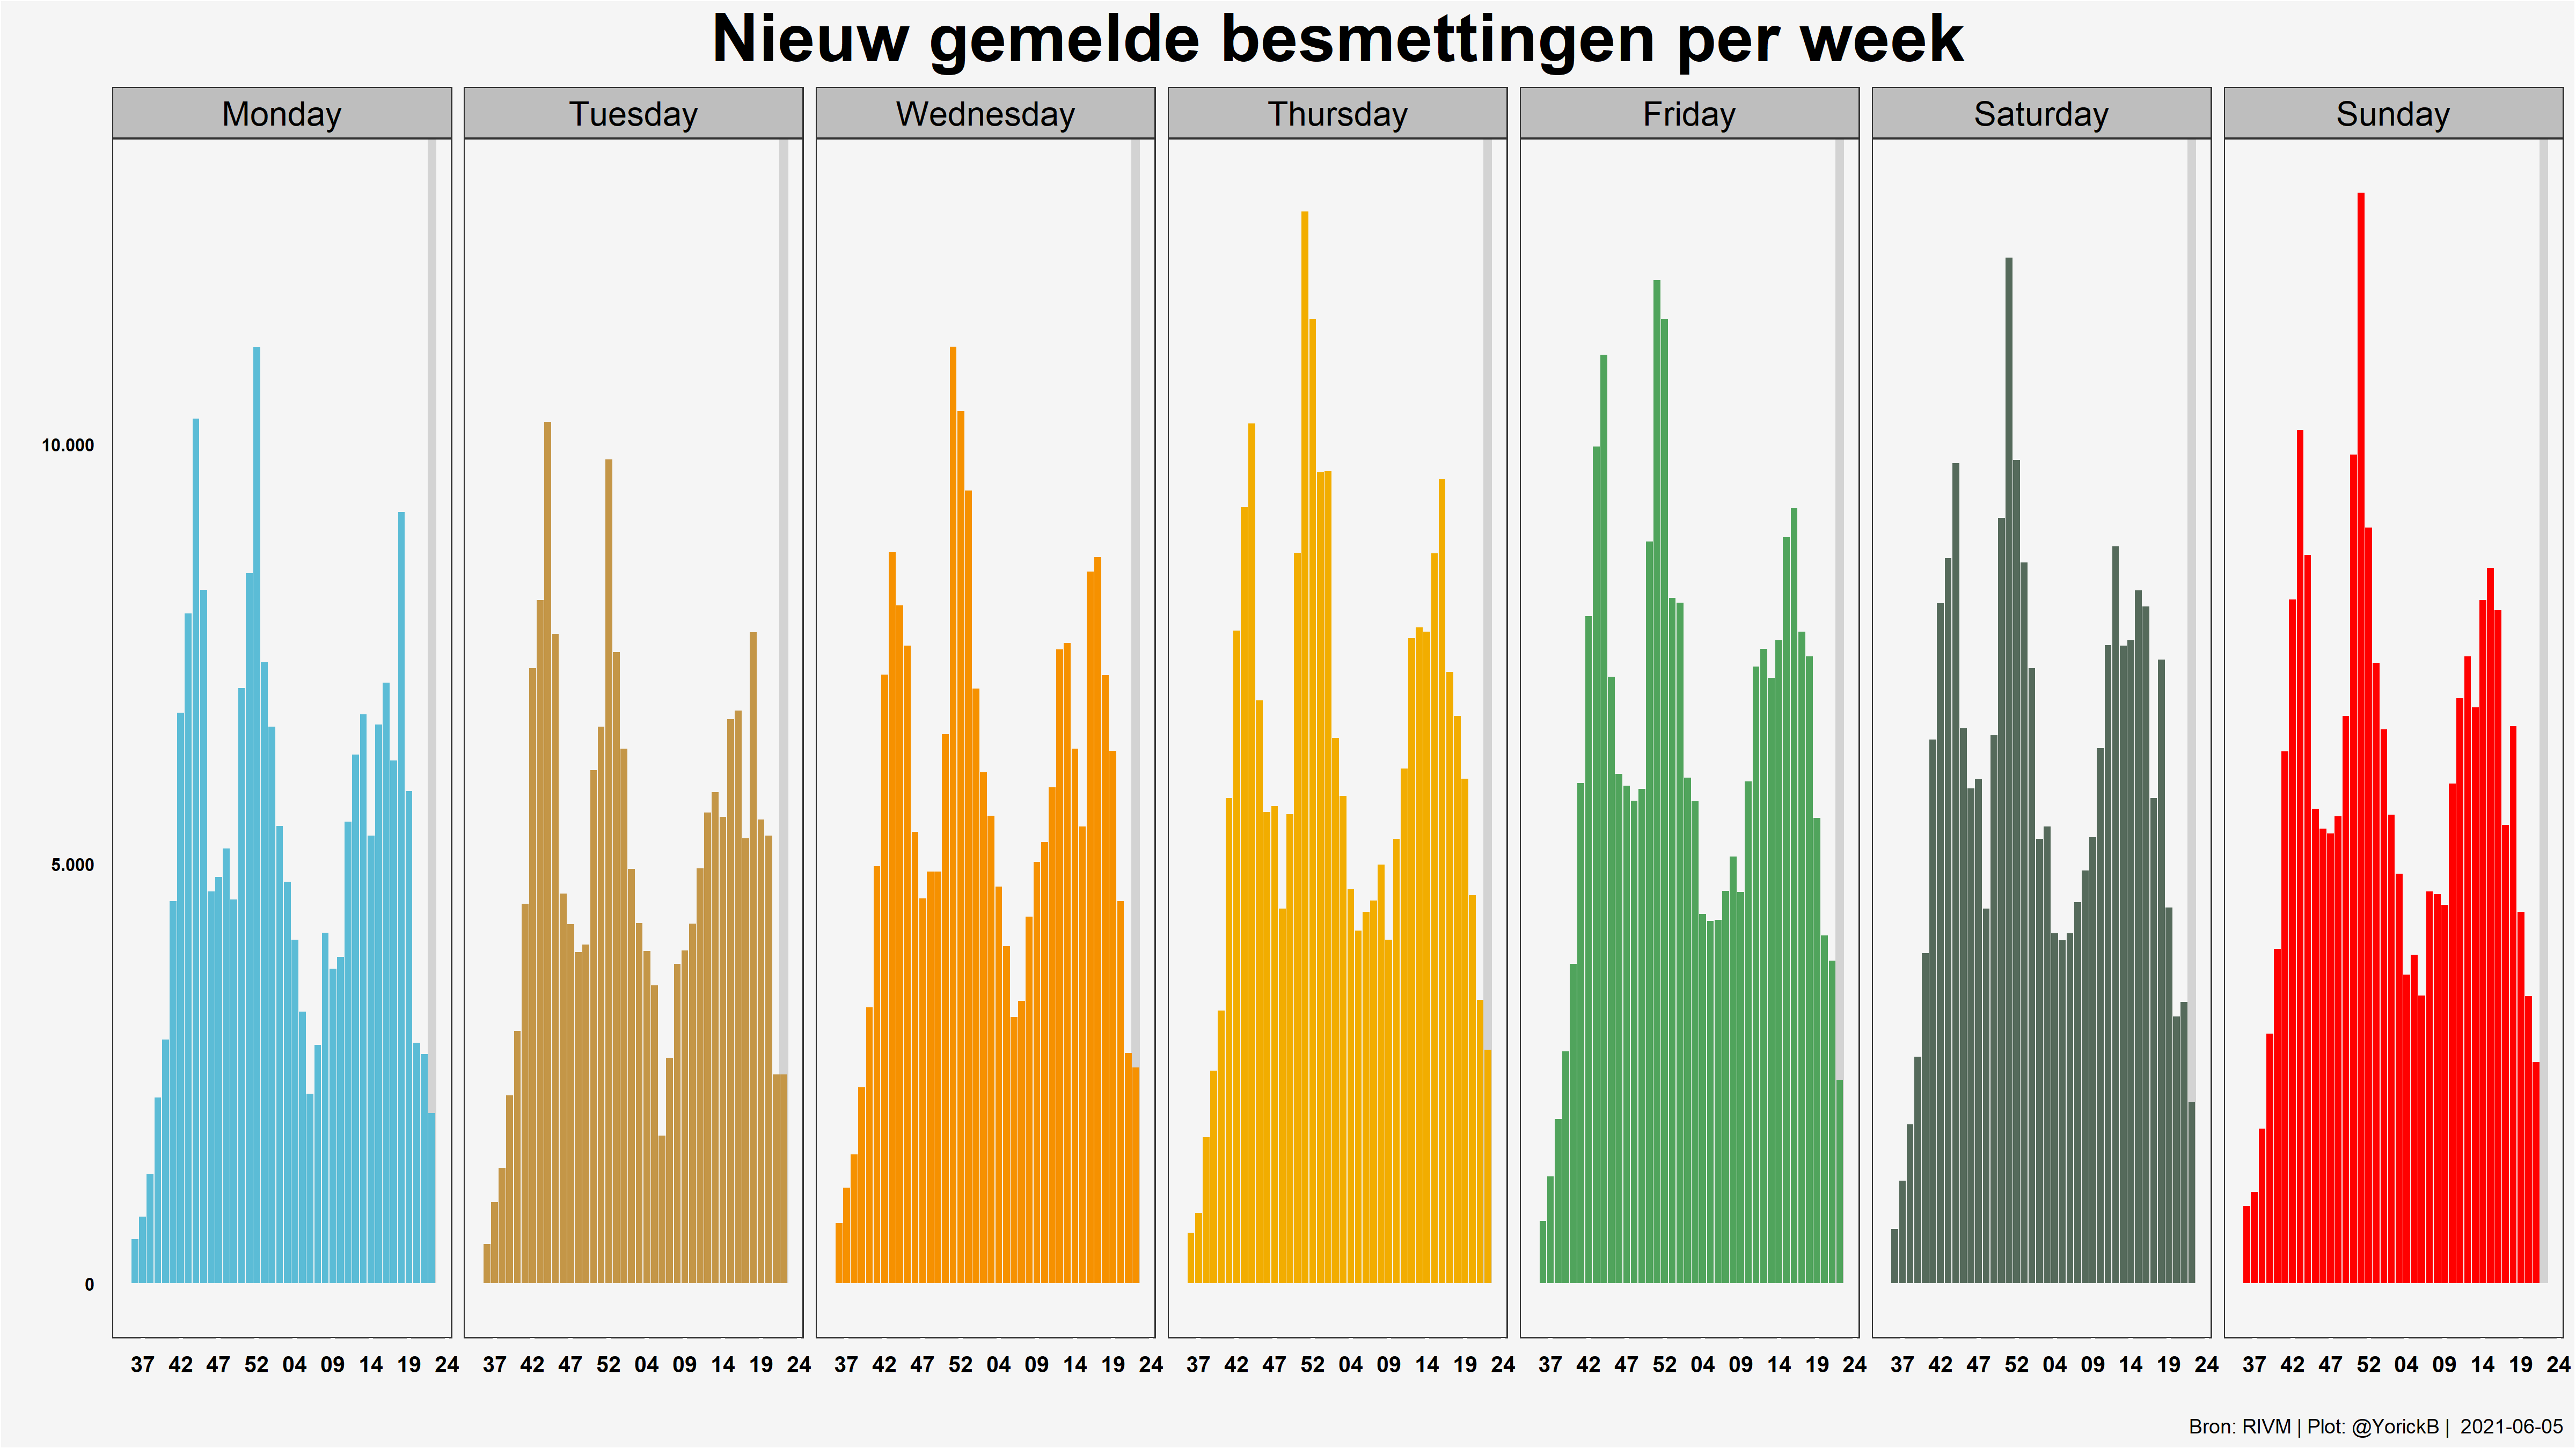 Nieuw gemelde besmettingen per week
Monday
Tuesday
Wednesday
Thursday
Friday
Saturday
Sunday
10.000
5.000
0
37 42 47 52 04 09 14 19 24
37 42 47 52 04 09 14 19 24
37 42 47 52 04 09 14 19 24
37 42 47 52 04 09 14 19 24
37 42 47 52 04 09 14 19 24
37 42 47 52 04 09 14 19 24
37 42 47 52 04 09 14 19 24
Bron: RIVM | Plot: @YorickB | 2021-06-05